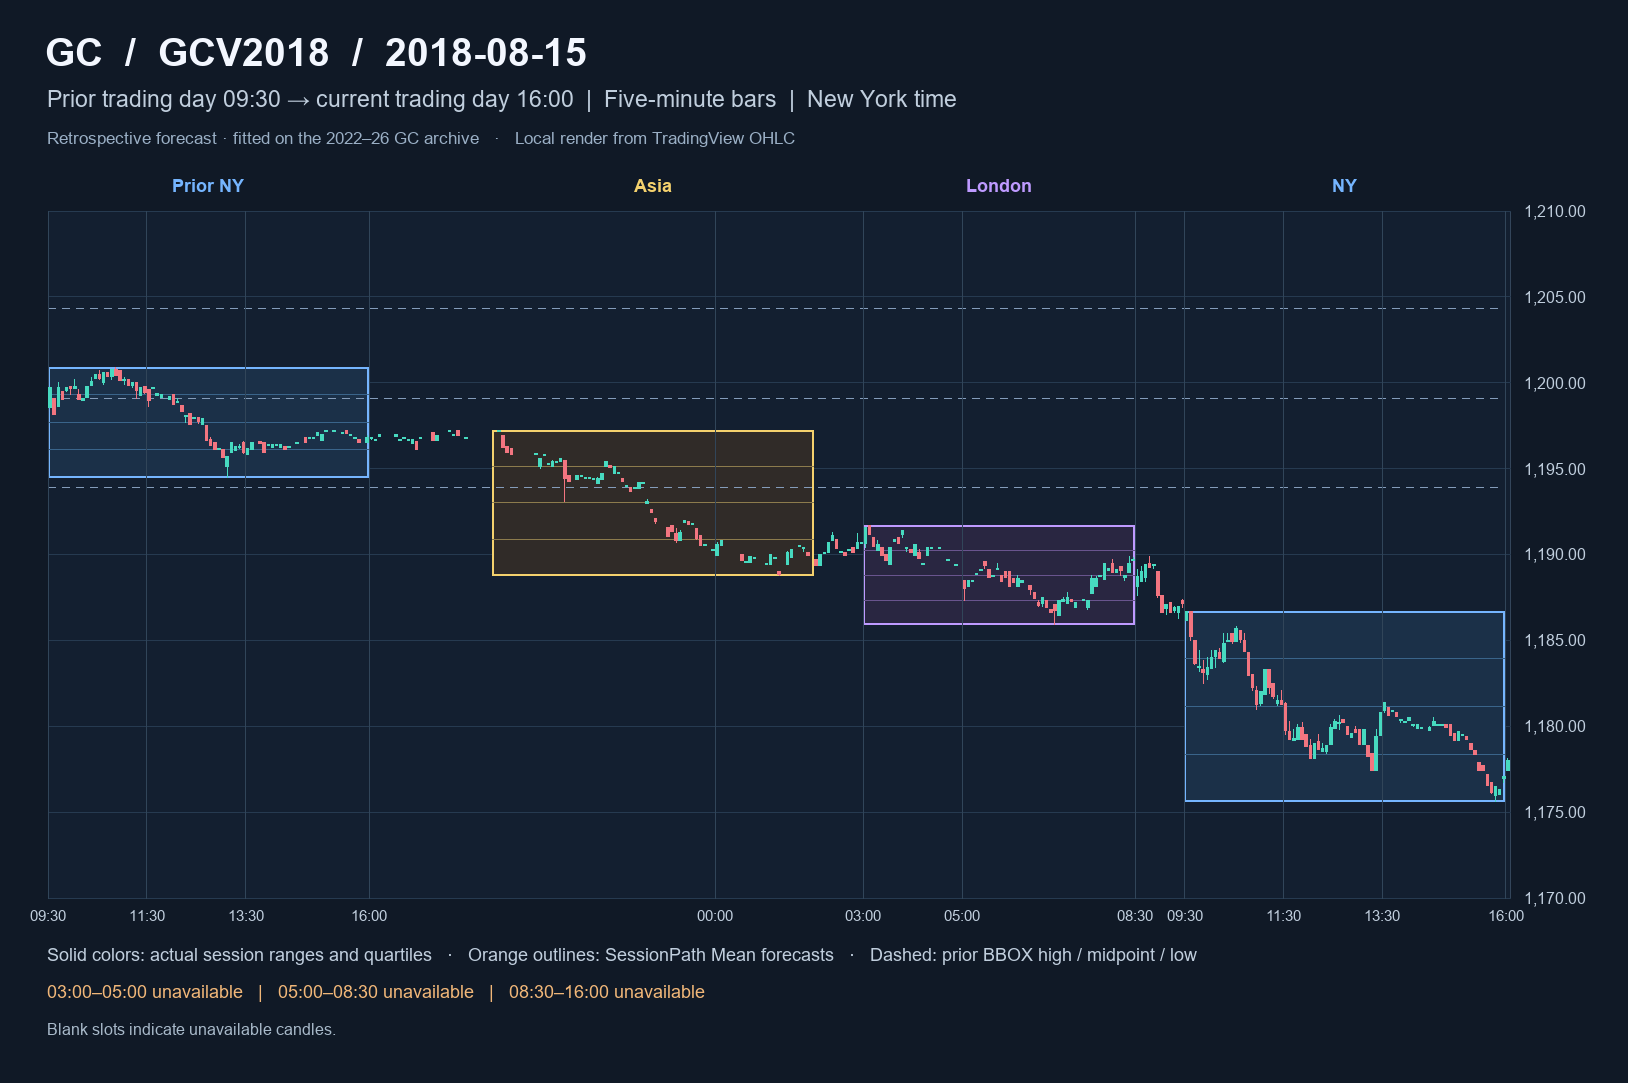 GC / GCV2018 / 2018-08-15
Prior trading day 09:30 → current trading day 16:00 | Five-minute bars | New York time
Retrospective forecast · fitted on the 2022–26 GC archive · Local render from TradingView OHLC
Prior NY Asia London NY
1,210.00
1,205.00
1,200.00
1,195.00
1,190.00
1,185.00
1,180.00
1,175.00
1,170.00
09:30 11:30 13:30 16:00 00:00 03:00 05:00 08:30 09:30 11:30 13:30 16:00
Solid colors: actual session ranges and quartiles · Orange outlines: SessionPath Mean forecasts · Dashed: prior BBOX high / midpoint / low
03:00–05:00 unavailable | 05:00–08:30 unavailable | 08:30–16:00 unavailable
Blank slots indicate unavailable candles.